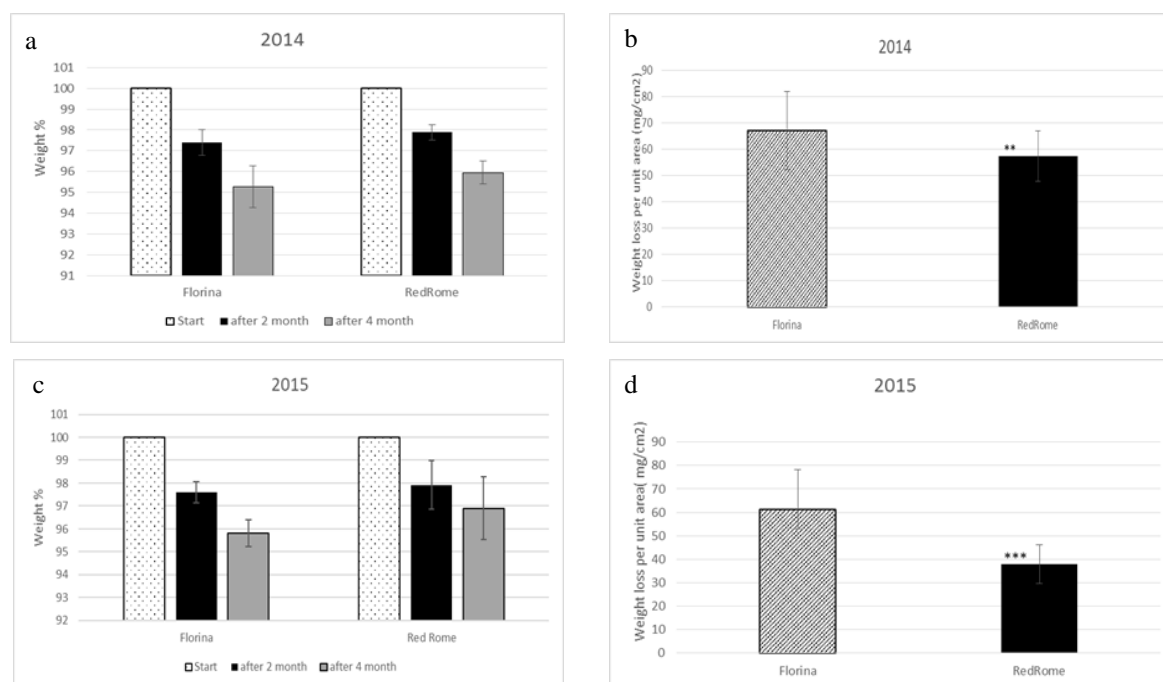 a
2014
101
100
99
98
97
96
95
94
93
92
91
Weight %
Florina
RedRome
Start after 2 month after 4 month
b
2014
90
80
70
60
50
40
30
20
10
0
Weight loss per unit area (mg/cm2)
**
Florina
RedRome
c
2015
101
100
99
98
97
96
95
94
93
92
Weight %
Florina
Red Rome
Start after 2 month after 4 month
d
2015
90
80
70
60
50
40
30
20
10
0
Weight loss per unit area( mg/cm2)
***
Florina
RedRome